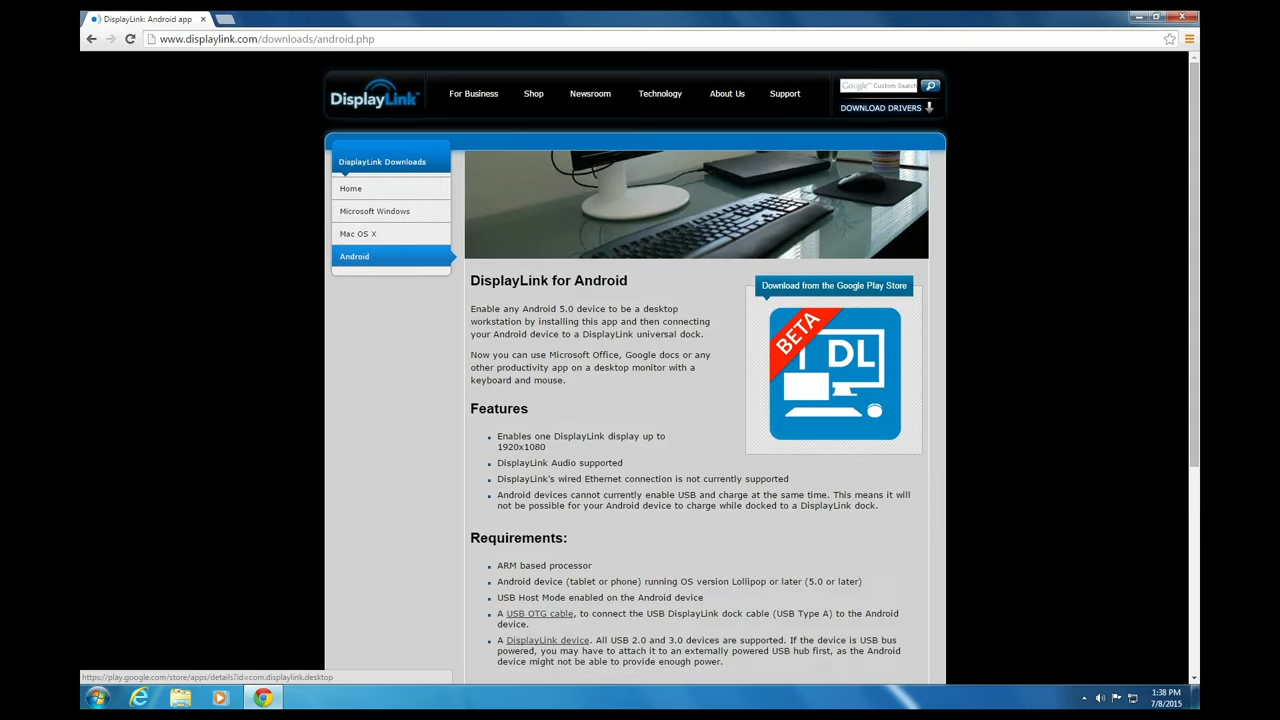 DisplayLink: Android app
www.displaylink.com/downloads/android.php
DisplayLink
For Business
Shop
Newsroom
Technology
About Us
Support
Google™ Custom Search
DOWNLOAD DRIVERS
DisplayLink Downloads
Home
Microsoft Windows
Mac OS X
Android
DisplayLink for Android
Enable any Android 5.0 device to be a desktop
workstation by installing this app and then connecting
your Android device to a DisplayLink universal dock.
Now you can use Microsoft Office, Google docs or any
other productivity app on a desktop monitor with a
keyboard and mouse.
Download from the Google Play Store
BETA
DL
Features
Enables one DisplayLink display up to
1920x1080
DisplayLink Audio supported
DisplayLink's wired Ethernet connection is not currently supported
Android devices cannot currently enable USB and charge at the same time. This means it will
not be possible for your Android device to charge while docked to a DisplayLink dock.
Requirements:
ARM based processor
Android device (tablet or phone) running OS version Lollipop or later (5.0 or later)
USB Host Mode enabled on the Android device
A USB OTG cable, to connect the USB DisplayLink dock cable (USB Type A) to the Android
device.
A DisplayLink device. All USB 2.0 and 3.0 devices are supported. If the device is USB bus
powered, you may have to attach it to an externally powered USB hub first, as the Android
device might not be able to provide enough power.
https://play.google.com/store/apps/details?id=com.displaylink.desktop
1:38 PM
7/8/2015